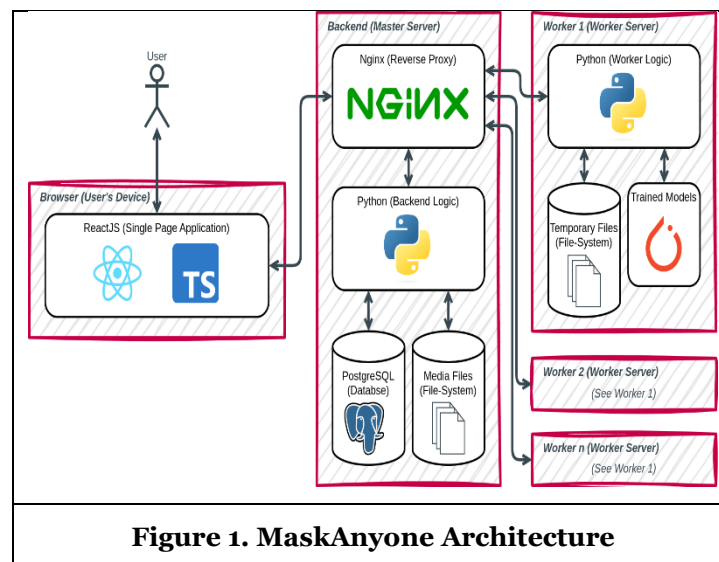 User
Browser (User's Device)
ReactJS (Single Page Application)
TS
Backend (Master Server)
Nginx (Reverse Proxy)
NGiNX
Python (Backend Logic)
PostgreSQL
(Databse)
Media Files
(File-System)
Worker 1 (Worker Server)
Python (Worker Logic)
Temporary Files
(File-System)
Trained Models
Worker 2 (Worker Server)
(See Worker 1)
Worker n (Worker Server)
(See Worker 1)
Figure 1. MaskAnyone Architecture